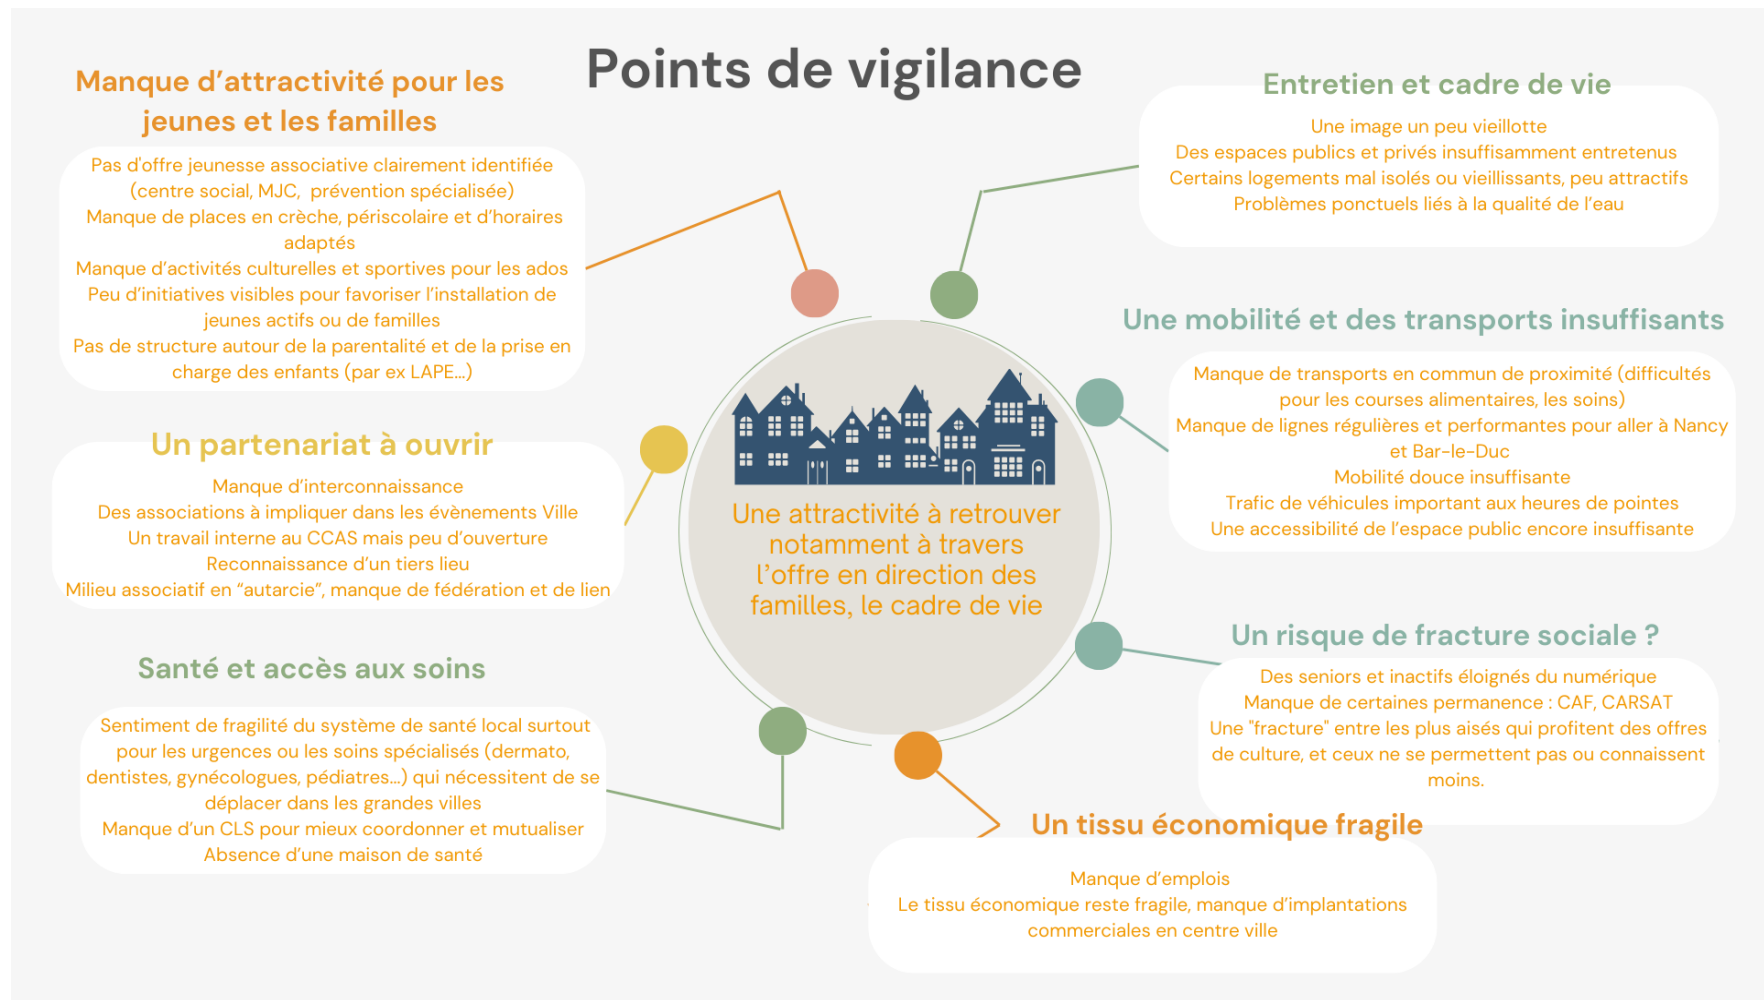 Points de vigilance
Manque d'attractivité pour les
jeunes et les familles
Pas d'offre jeunesse associative clairement identifiée
(centre social, MJC, prévention spécialisée)
Manque de places en crèche, périscolaire et d'horaires
adaptés
Manque d'activités culturelles et sportives pour les ados
Peu d'initiatives visibles pour favoriser l'installation de
jeunes actifs ou de familles
Pas de structure autour de la parentalité et de la prise en
charge des enfants (par ex LAPE...)
Un partenariat à ouvrir
Manque d'interconnaissance
Des associations à impliquer dans les évènements Ville
Un travail interne au CCAS mais peu d'ouverture
Reconnaissance d'un tiers lieu
Milieu associatif en “autarcie”, manque de fédération et de lien
Santé et accès aux soins
Sentiment de fragilité du système de santé local surtout
pour les urgences ou les soins spécialisés (dermato,
dentistes, gynécologues, pédiatres...) qui nécessitent de se
déplacer dans les grandes villes
Manque d'un CLS pour mieux coordonner et mutualiser
Absence d'une maison de santé
Une attractivité à retrouver
notamment à travers
l'offre en direction des
familles, le cadre de vie
Entretien et cadre de vie
Une image un peu vieillotte
Des espaces publics et privés insuffisamment entretenus
Certains logements mal isolés ou vieillissants, peu attractifs
Problèmes ponctuels liés à la qualité de l'eau
Une mobilité et des transports insuffisants
Manque de transports en commun de proximité (difficultés
pour les courses alimentaires, les soins)
Manque de lignes régulières et performantes pour aller à Nancy
et Bar-le-Duc
Mobilité douce insuffisante
Trafic de véhicules important aux heures de pointes
Une accessibilité de l'espace public encore insuffisante
Un risque de fracture sociale ?
Des seniors et inactifs éloignés du numérique
Manque de certaines permanence : CAF, CARSAT
Une "fracture" entre les plus aisés qui profitent des offres
de culture, et ceux ne se permettent pas ou connaissent
moins.
Un tissu économique fragile
Manque d'emplois
Le tissu économique reste fragile, manque d'implantations
commerciales en centre ville